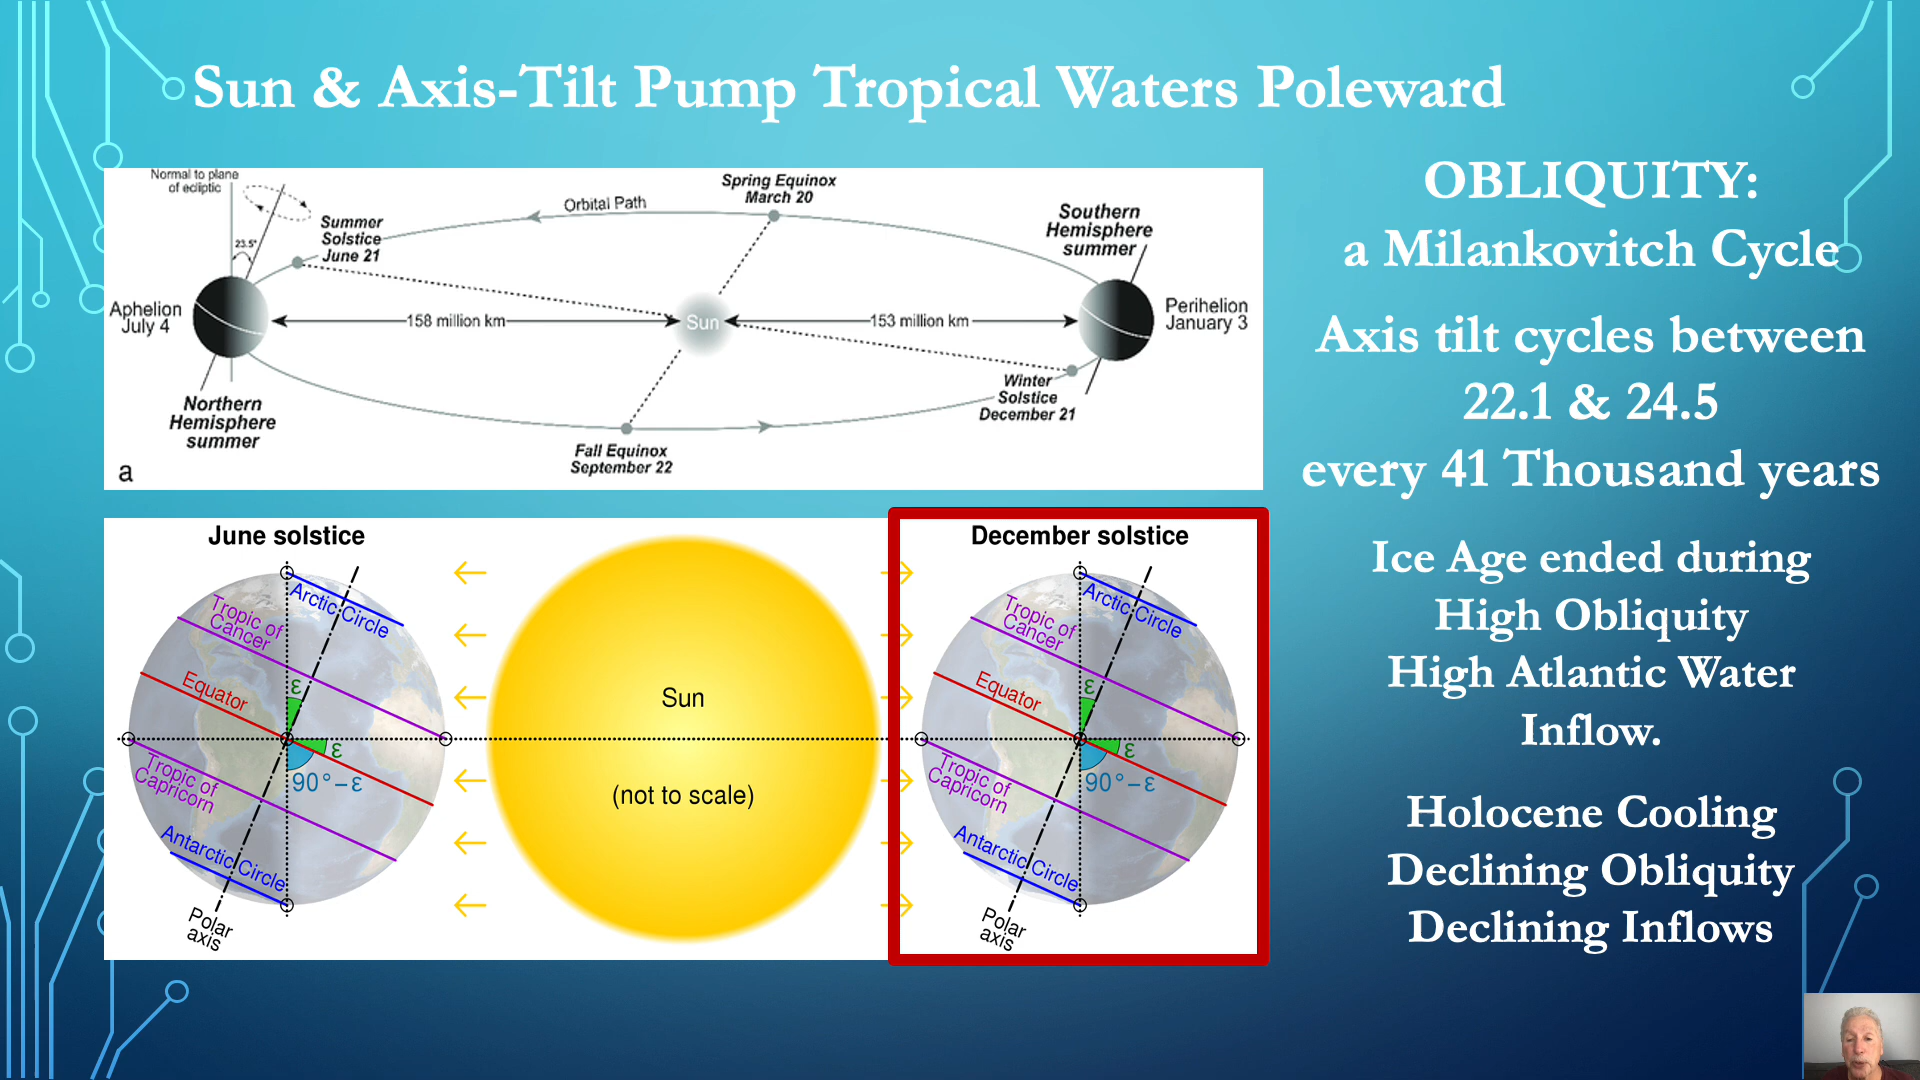 Sun & Axis-Tilt Pump Tropical Waters Poleward
Normal to plane
of ecliptic
23.5°
Summer
Solstice
June 21
Orbital Path
Spring Equinox
March 20
Southern
Hemisphere
summer
Aphelion
July 4
158 million km
Sun
153 million km
Perihelion
January 3
Northern
Hemisphere
summer
Winter
Solstice
December 21
Fall Equinox
September 22
a
OBLIQUITY:
a Milankovitch Cycle
Axis tilt cycles between
22.1 & 24.5
every 41 Thousand years
Ice Age ended during
High Obliquity
High Atlantic Water
Inflow.
Holocene Cooling
Declining Obliquity
Declining Inflows
June solstice
Arctic Circle
Tropic of
Cancer
Equator
ε
ε
90°–ε
Tropic of
Capricorn
Antarctic Circle
Polar
axis
Sun
(not to scale)
December solstice
Arctic Circle
Tropic of
Cancer
Equator
ε
ε
90°–ε
Tropic of
Capricorn
Antarctic Circle
Polar
axis